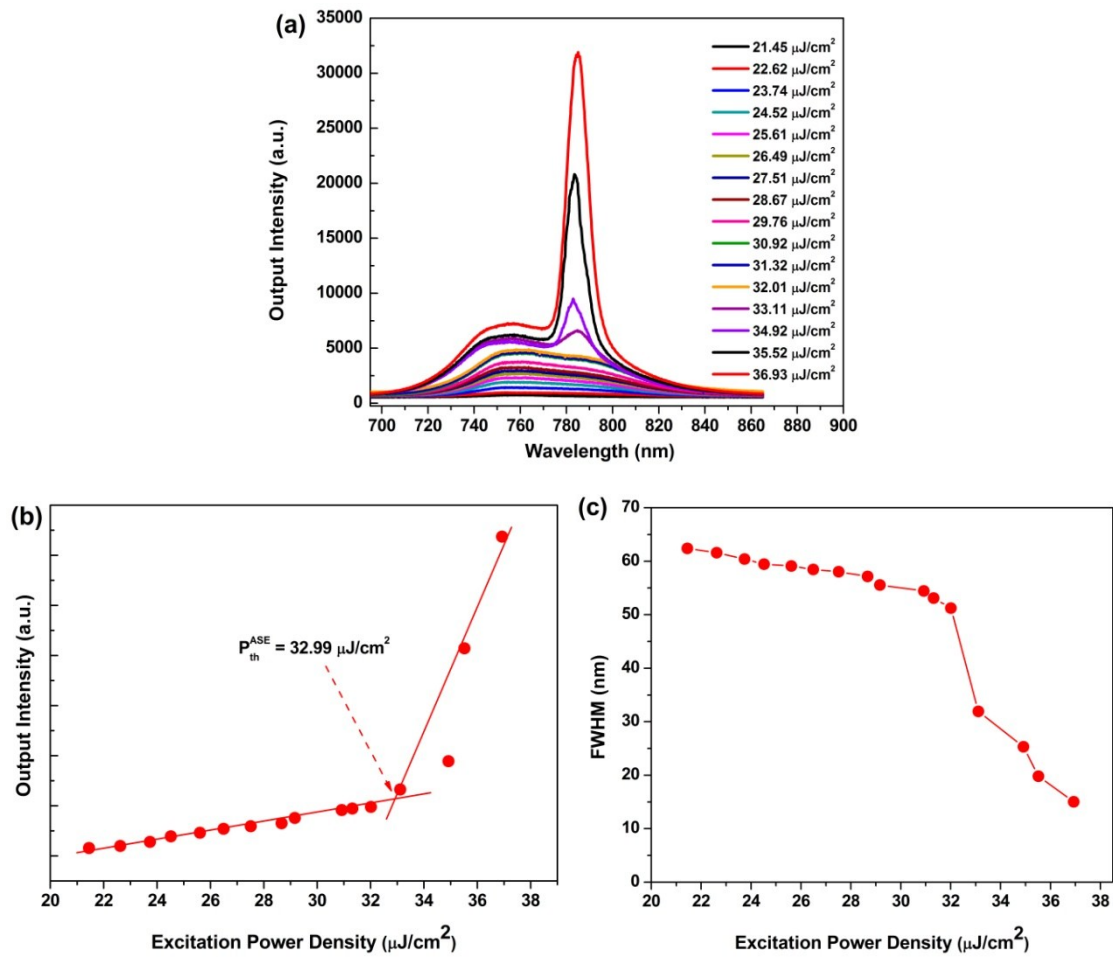 (a)
35000
30000
25000
20000
15000
10000
5000
0
Output Intensity (a.u.)
700 720 740 760 780 800 820 840 860 880 900
Wavelength (nm)
21.45 μJ/cm²
22.62 μJ/cm²
23.74 μJ/cm²
24.52 μJ/cm²
25.61 μJ/cm²
26.49 μJ/cm²
27.51 μJ/cm²
28.67 μJ/cm²
29.76 μJ/cm²
30.92 μJ/cm²
31.32 μJ/cm²
32.01 μJ/cm²
33.11 μJ/cm²
34.92 μJ/cm²
35.52 μJ/cm²
36.93 μJ/cm²
(b)
Output Intensity (a.u.)
P_th^ASE = 32.99 μJ/cm²
20 22 24 26 28 30 32 34 36 38
Excitation Power Density (μJ/cm²)
(c)
70
60
50
40
30
20
10
0
FWHM (nm)
20 22 24 26 28 30 32 34 36 38
Excitation Power Density (μJ/cm²)